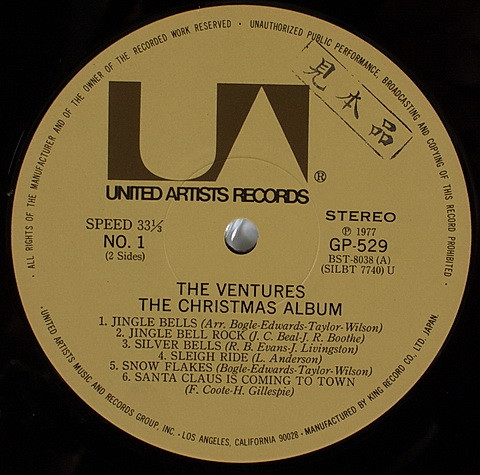 · ALL RIGHTS OF THE MANUFACTURER AND OF THE OWNER OF THE RECORDED WORK RESERVED · UNAUTHORIZED PUBLIC PERFORMANCE, BROADCASTING AND COPYING OF THIS RECORD PROHIBITED ·
見本品
UA
®
UNITED ARTISTS RECORDS
SPEED 33⅓
NO. 1
(2 Sides)
STEREO
Ⓟ 1977
GP-529
BST-8038 (A)
(SILBT 7740) U
THE VENTURES
THE CHRISTMAS ALBUM
1. JINGLE BELLS (Arr. Bogle-Edwards-Taylor-Wilson)
2. JINGLE BELL ROCK (J. C. Beal-J. R. Boothe)
3. SILVER BELLS (R. B. Evans-J. Livingston)
4. SLEIGH RIDE (L. Anderson)
5. SNOW FLAKES (Bogle-Edwards-Taylor-Wilson)
6. SANTA CLAUS IS COMING TO TOWN
(F. Coote-H. Gillespie)
· UNITED ARTISTS MUSIC AND RECORDS GROUP, INC. · LOS ANGELES, CALIFORNIA 90028 · MANUFACTURED BY KING RECORD CO., LTD. JAPAN.